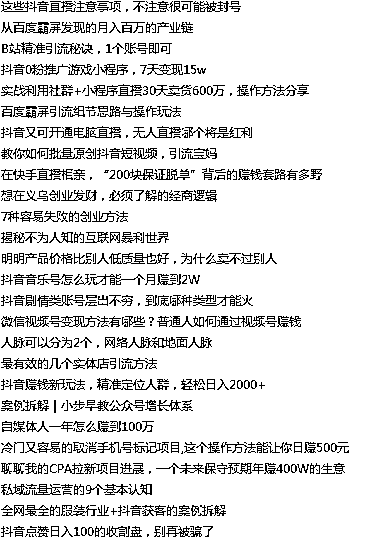 这些抖音直播注意事项，不注意很可能被封号
从百度霸屏发现的月入百万的产业链
B站精准引流秘诀，1个账号即可
抖音0粉推广游戏小程序，7天变现15w
实战利用社群+小程序直播30天卖货600万，操作方法分享
百度霸屏引流细节思路与操作玩法
抖音又可开通电脑直播，无人直播哪个将是红利
教你如何批量原创抖音短视频，引流宝妈
在快手直播相亲，“200块保证脱单”背后的赚钱套路有多野
想在义乌创业发财，必须了解的经商逻辑
7种容易失败的创业方法
揭秘不为人知的互联网暴利世界
明明产品价格比别人低质量也好，为什么卖不过别人
抖音音乐号怎么玩才能一个月赚到2W
抖音剧情类账号层出不穷，到底哪种类型才能火
微信视频号变现方法有哪些？普通人如何通过视频号赚钱
人脉可以分为2个，网络人脉和地面人脉
最有效的几个实体店引流方法
抖音赚钱新玩法，精准定位人群，轻松日入2000+
案例拆解 | 小步早教公众号增长体系
自媒体人一年怎么赚到100万
冷门又容易的取消手机号标记项目,这个操作方法能让你日赚500元
聊聊我的CPA拉新项目进展，一个未来保守预期年赚400W的生意
私域流量运营的9个基本认知
全网最全的服装行业+抖音获客的案例拆解
抖音点赞日入100的收割盘，别再被骗了